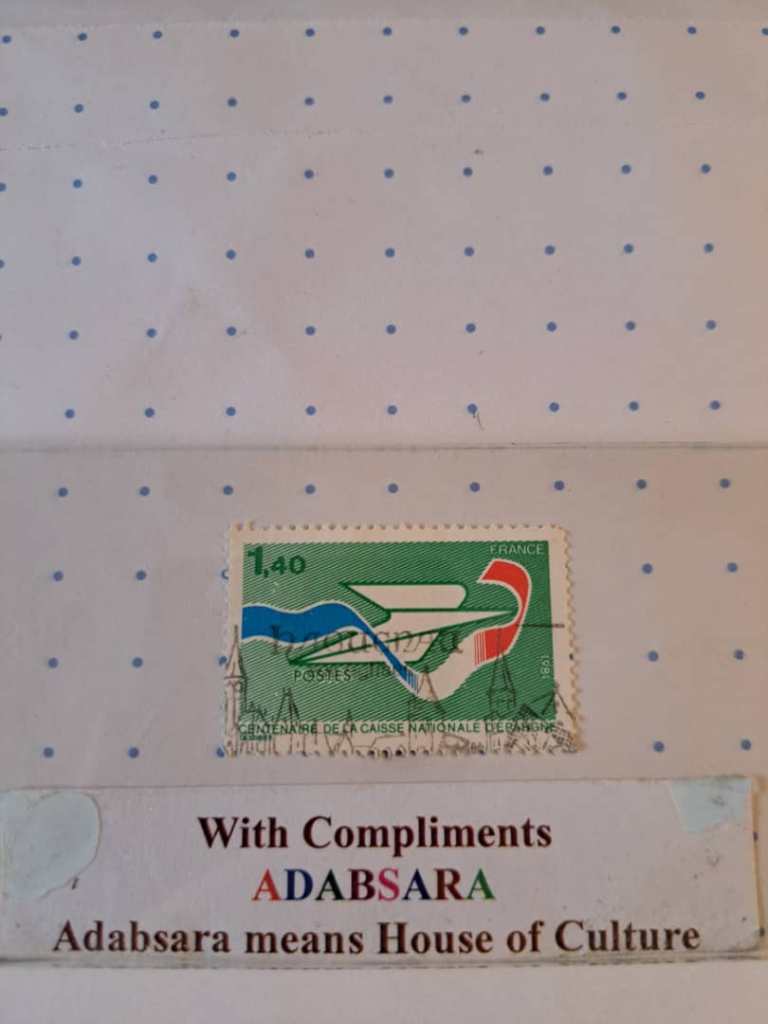 1,40
FRANCE
HAGUENAU
POSTES
1981
CENTENAIRE DE LA CAISSE NATIONALE D'EPARGNE
With Compliments
ADABSARA
Adabsara means House of Culture